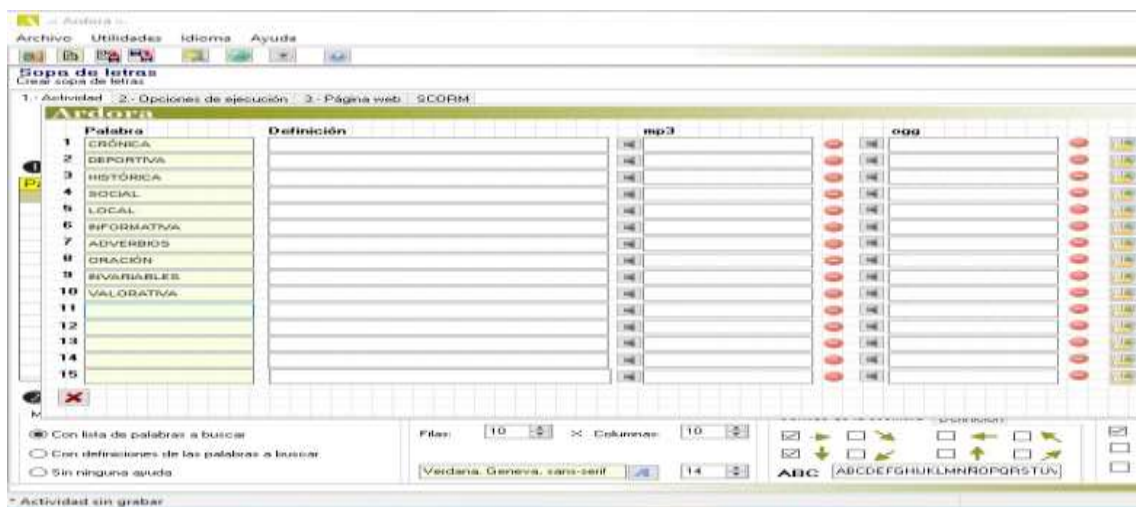 .:: Ardora ::.
Archivo Utilidades Idioma Ayuda
Sopa de letras
Crear sopa de letras
1.- Actividad 2.- Opciones de ejecución 3.- Página web SCORM
Ardora
Palabra Definición mp3 ogg
1 CRÓNICA
2 DEPORTIVA
3 HISTÓRICA
4 SOCIAL
5 LOCAL
6 INFORMATIVA
7 ADVERBIOS
8 ORACIÓN
9 INVARIABLES
10 VALORATIVA
11
12
13
14
15
Con lista de palabras a buscar Filas: 10 X Columnas: 10
Con definiciones de las palabras a buscar
Sin ninguna ayuda Verdana, Geneva, sans-serif 14 ABC ABCDEFGHIJKLMNÑOPQRSTUV
* Actividad sin grabar